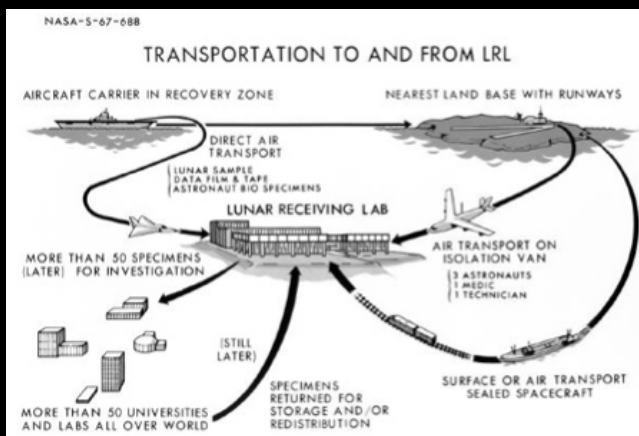 NASA-S-67-688
TRANSPORTATION TO AND FROM LRL
AIRCRAFT CARRIER IN RECOVERY ZONE
NEAREST LAND BASE WITH RUNWAYS
DIRECT AIR
TRANSPORT
LUNAR SAMPLE
DATA FILM & TAPE
ASTRONAUT BIO SPECIMENS
LUNAR RECEIVING LAB
MORE THAN 50 SPECIMENS
(LATER) FOR INVESTIGATION
AIR TRANSPORT ON
ISOLATION VAN
3 ASTRONAUTS
1 MEDIC
1 TECHNICIAN
(STILL
LATER)
SPECIMENS
RETURNED FOR
STORAGE AND/OR
REDISTRIBUTION
SURFACE OR AIR TRANSPORT
SEALED SPACECRAFT
MORE THAN 50 UNIVERSITIES
AND LABS ALL OVER WORLD